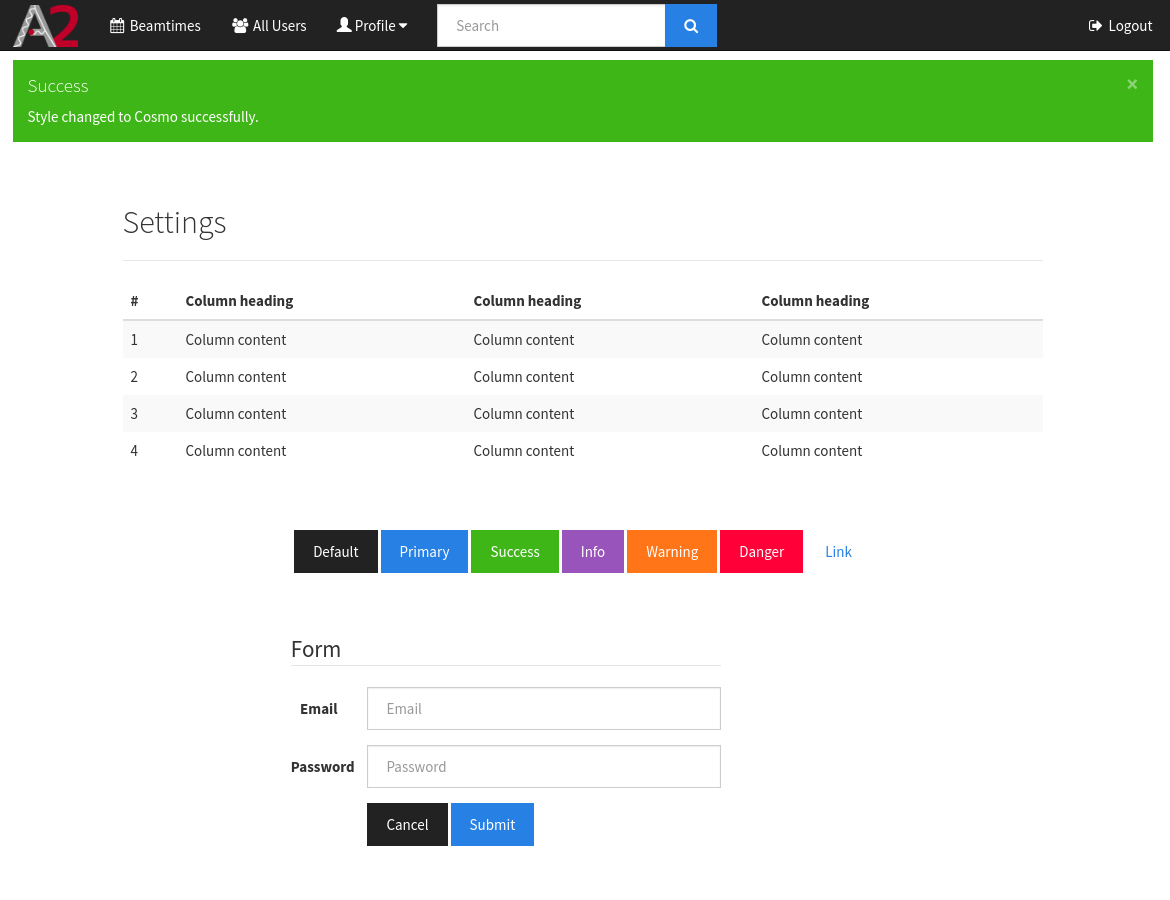 A2 Beamtimes All Users Profile Search Logout
Success ×
Style changed to Cosmo successfully.
Settings
# Column heading Column heading Column heading
1 Column content Column content Column content
2 Column content Column content Column content
3 Column content Column content Column content
4 Column content Column content Column content
Default Primary Success Info Warning Danger Link
Form
Email Email
Password Password
Cancel Submit